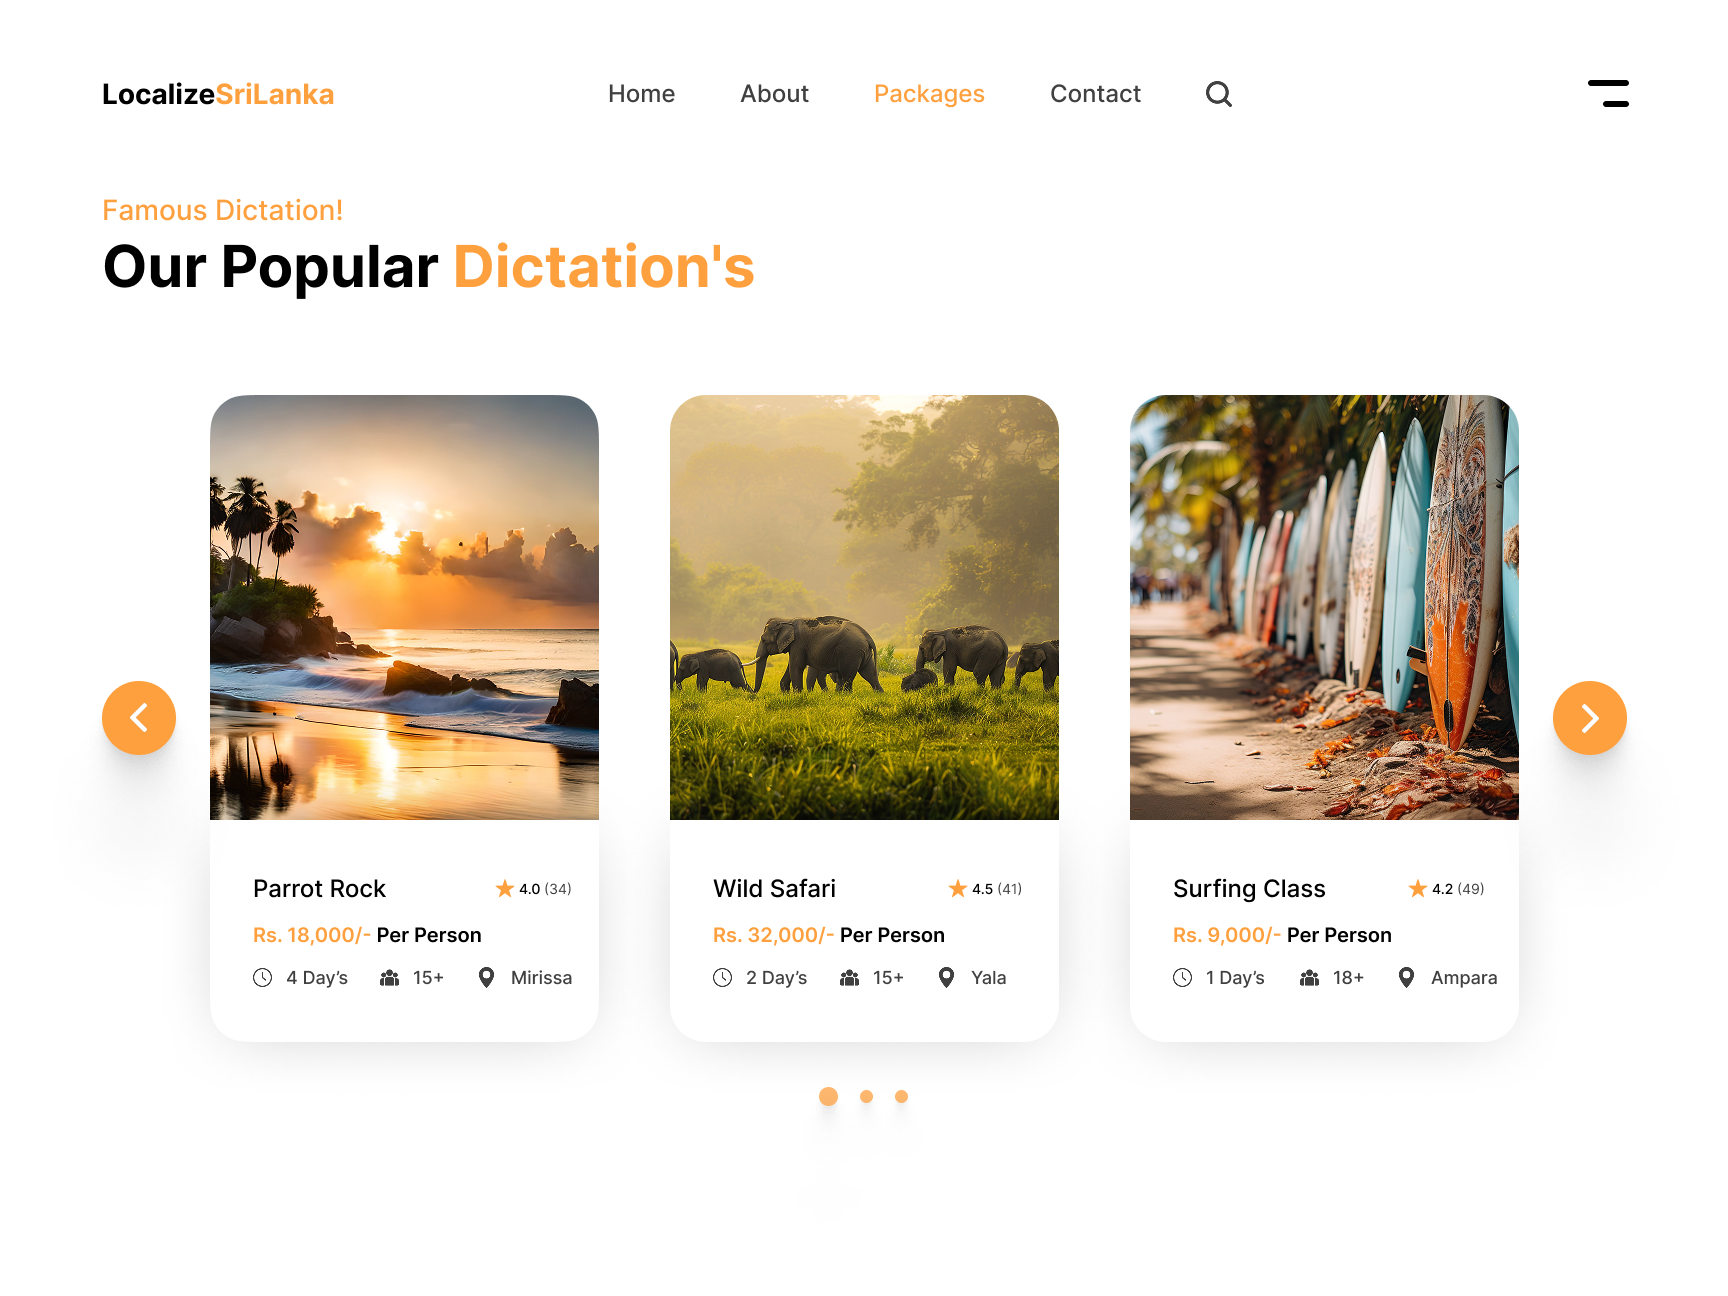 LocalizeSriLanka
Home About Packages Contact
Famous Dictation!
Our Popular Dictation's
Parrot Rock 4.0 (34)
Rs. 18,000/- Per Person
4 Day’s 15+ Mirissa
Wild Safari 4.5 (41)
Rs. 32,000/- Per Person
2 Day’s 15+ Yala
Surfing Class 4.2 (49)
Rs. 9,000/- Per Person
1 Day’s 18+ Ampara